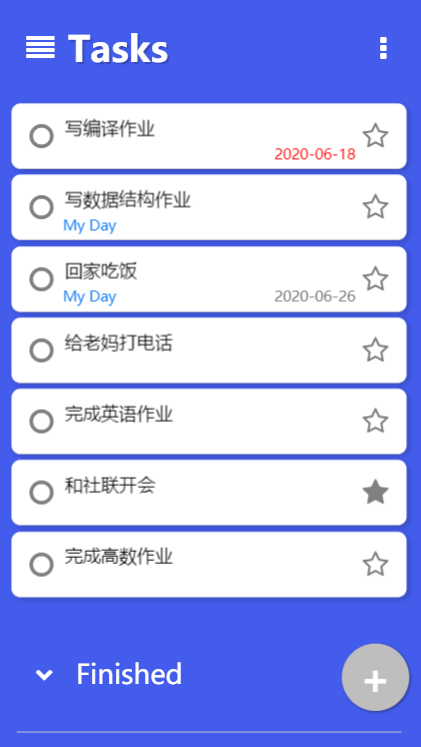 Tasks
写编译作业
2020-06-18
写数据结构作业
My Day
回家吃饭
My Day 2020-06-26
给老妈打电话
完成英语作业
和社联开会
完成高数作业
Finished